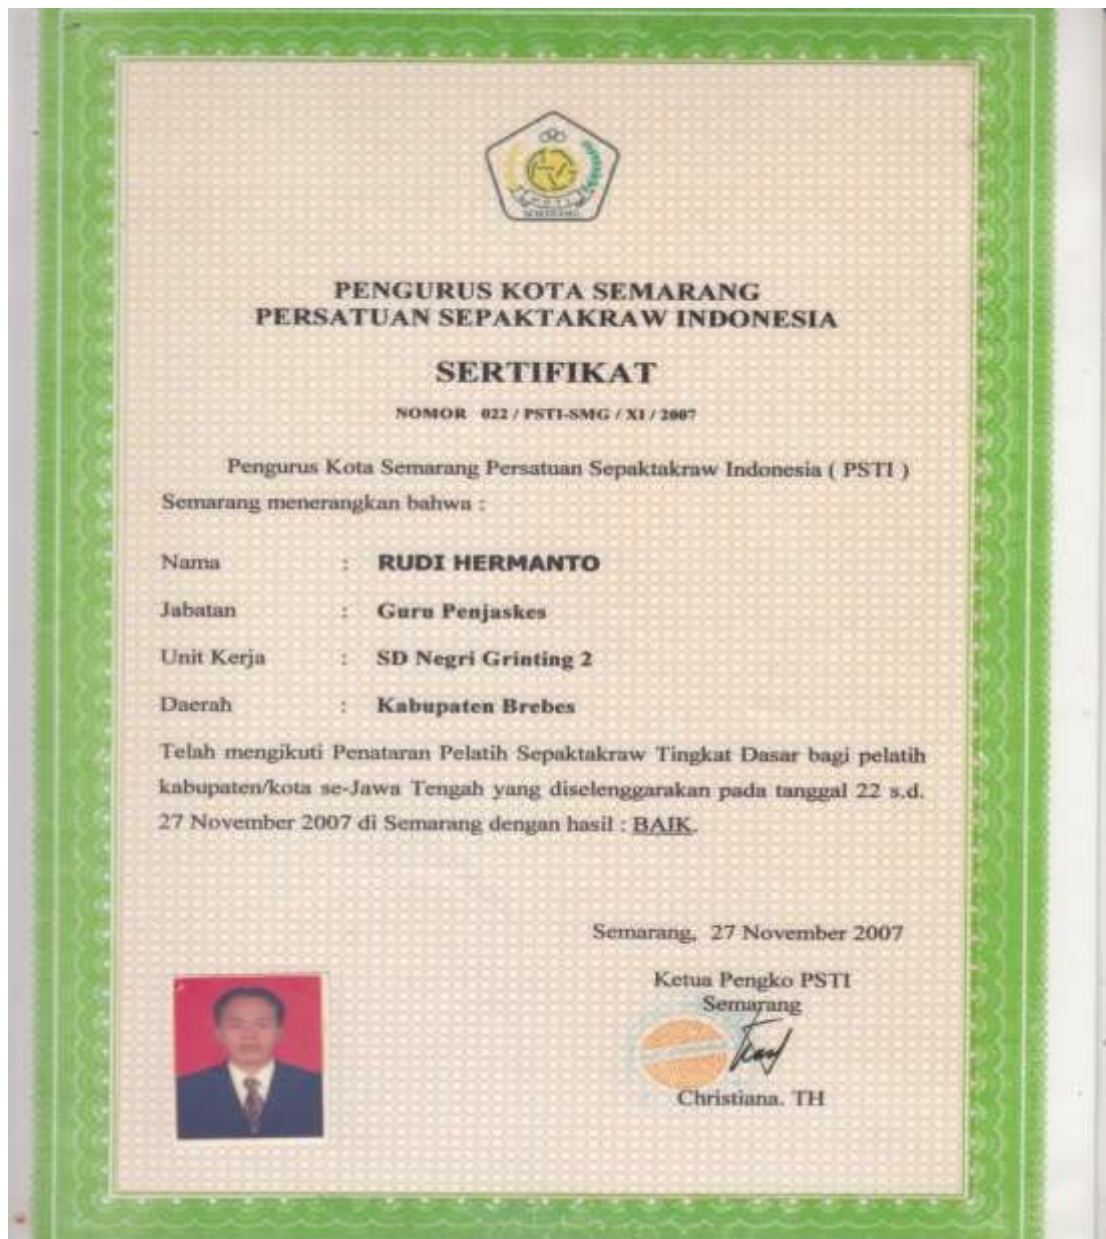 P S T I
SEMARANG
PENGURUS KOTA SEMARANG
PERSATUAN SEPAKTAKRAW INDONESIA
SERTIFIKAT
NOMOR 022 / PSTI-SMG / XI / 2007
Pengurus Kota Semarang Persatuan Sepaktakraw Indonesia ( PSTI )
Semarang menerangkan bahwa :
Nama : RUDI HERMANTO
Jabatan : Guru Penjaskes
Unit Kerja : SD Negri Grinting 2
Daerah : Kabupaten Brebes
Telah mengikuti Penataran Pelatih Sepaktakraw Tingkat Dasar bagi pelatih
kabupaten/kota se-Jawa Tengah yang diselenggarakan pada tanggal 22 s.d.
27 November 2007 di Semarang dengan hasil : BAIK.
Semarang, 27 November 2007
Ketua Pengko PSTI
Semarang
Christiana. TH